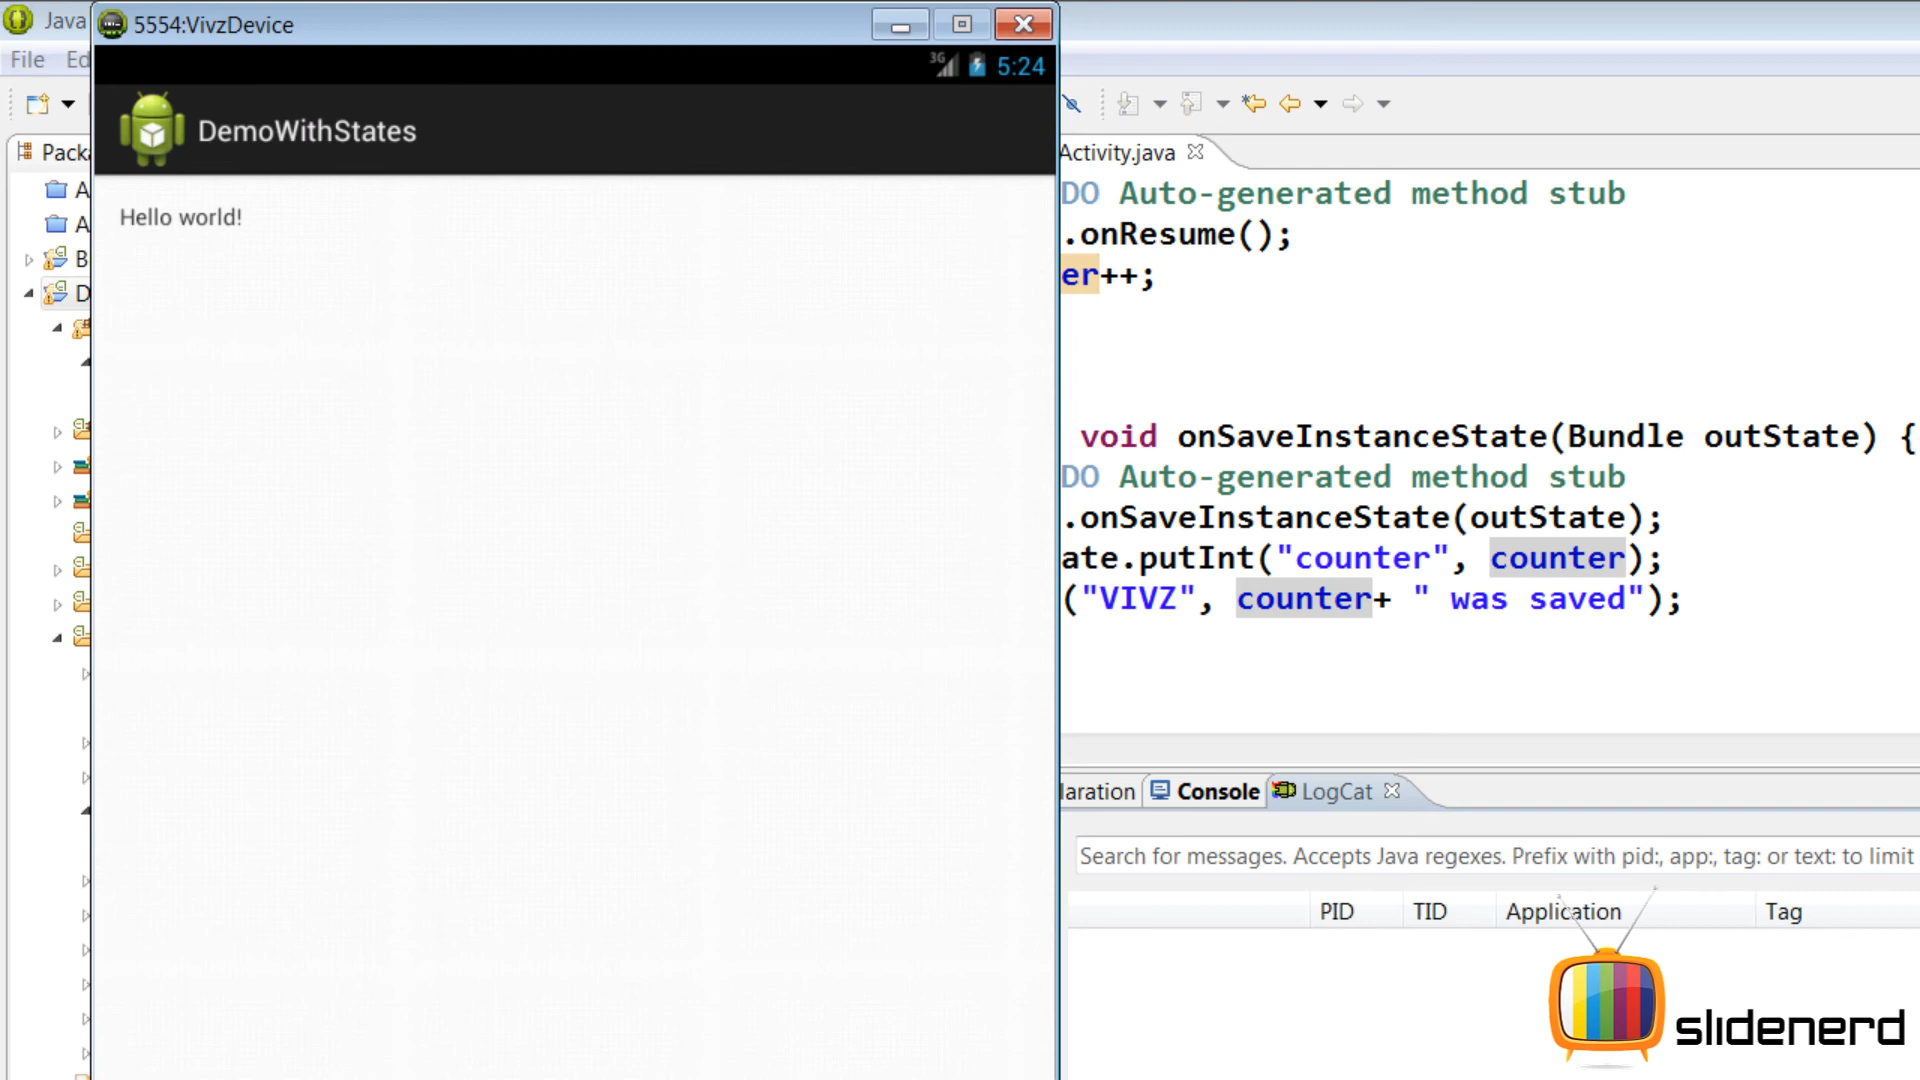 Java
5554:VivzDevice
File Ed
3G 5:24
DemoWithStates
Hello world!
Pack
A
A
B
D
Activity.java
DO Auto-generated method stub
.onResume();
er++;
void onSaveInstanceState(Bundle outState) {
DO Auto-generated method stub
.onSaveInstanceState(outState);
ate.putInt("counter", counter);
("VIVZ", counter+ " was saved");
laration Console LogCat
Search for messages. Accepts Java regexes. Prefix with pid:, app:, tag: or text: to limit
PID TID Application Tag
slidenerd